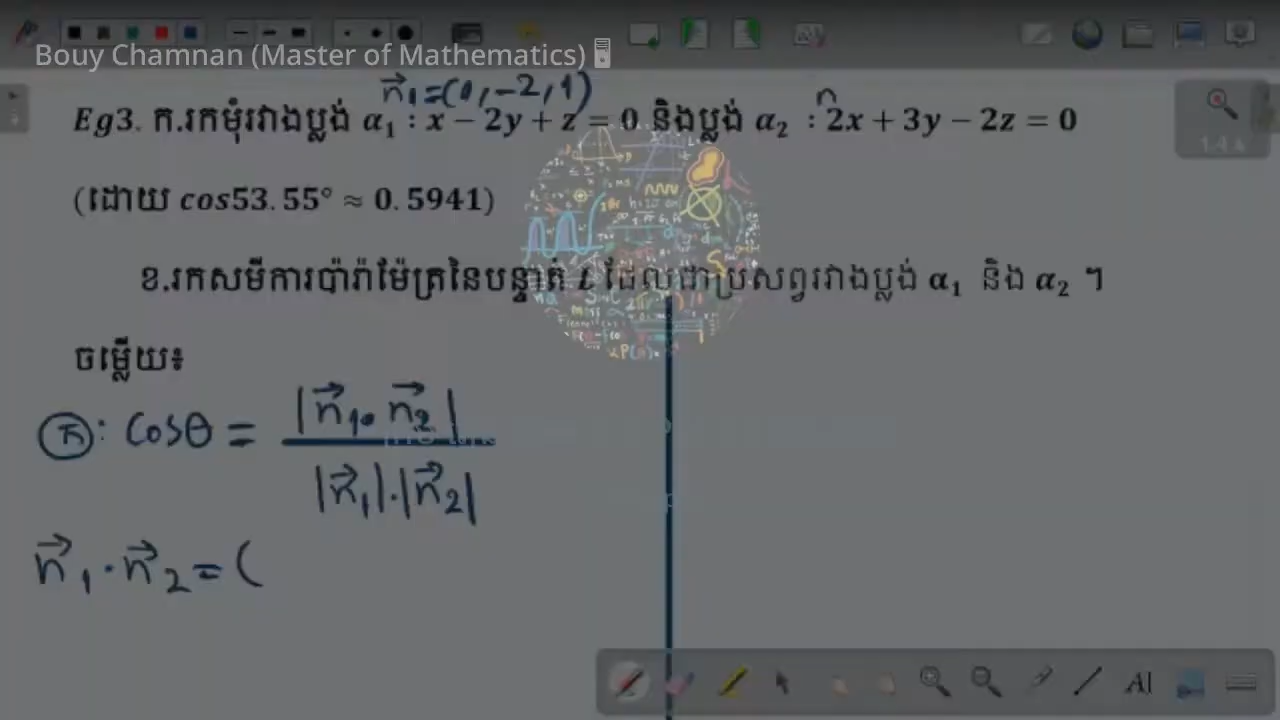 Bouy Chamnan (Master of Mathematics)
n⃗₁=(1,-2,1)
Eg3. ក.រកមុំរវាងប្លង់ α₁ : x − 2y + z = 0 និងប្លង់ α₂ : 2x + 3y − 2z = 0
(ដោយ cos53.55° ≈ 0.5941)
ខ.រកសមីការប៉ារ៉ាម៉ែត្រនៃបន្ទាត់ L ដែលជាប្រសព្វរវាងប្លង់ α₁ និង α₂ ។
ចម្លើយ៖
ក: cosθ = |n⃗₁.n⃗₂| / |n⃗₁|.|n⃗₂|
n⃗₁·n⃗₂=(